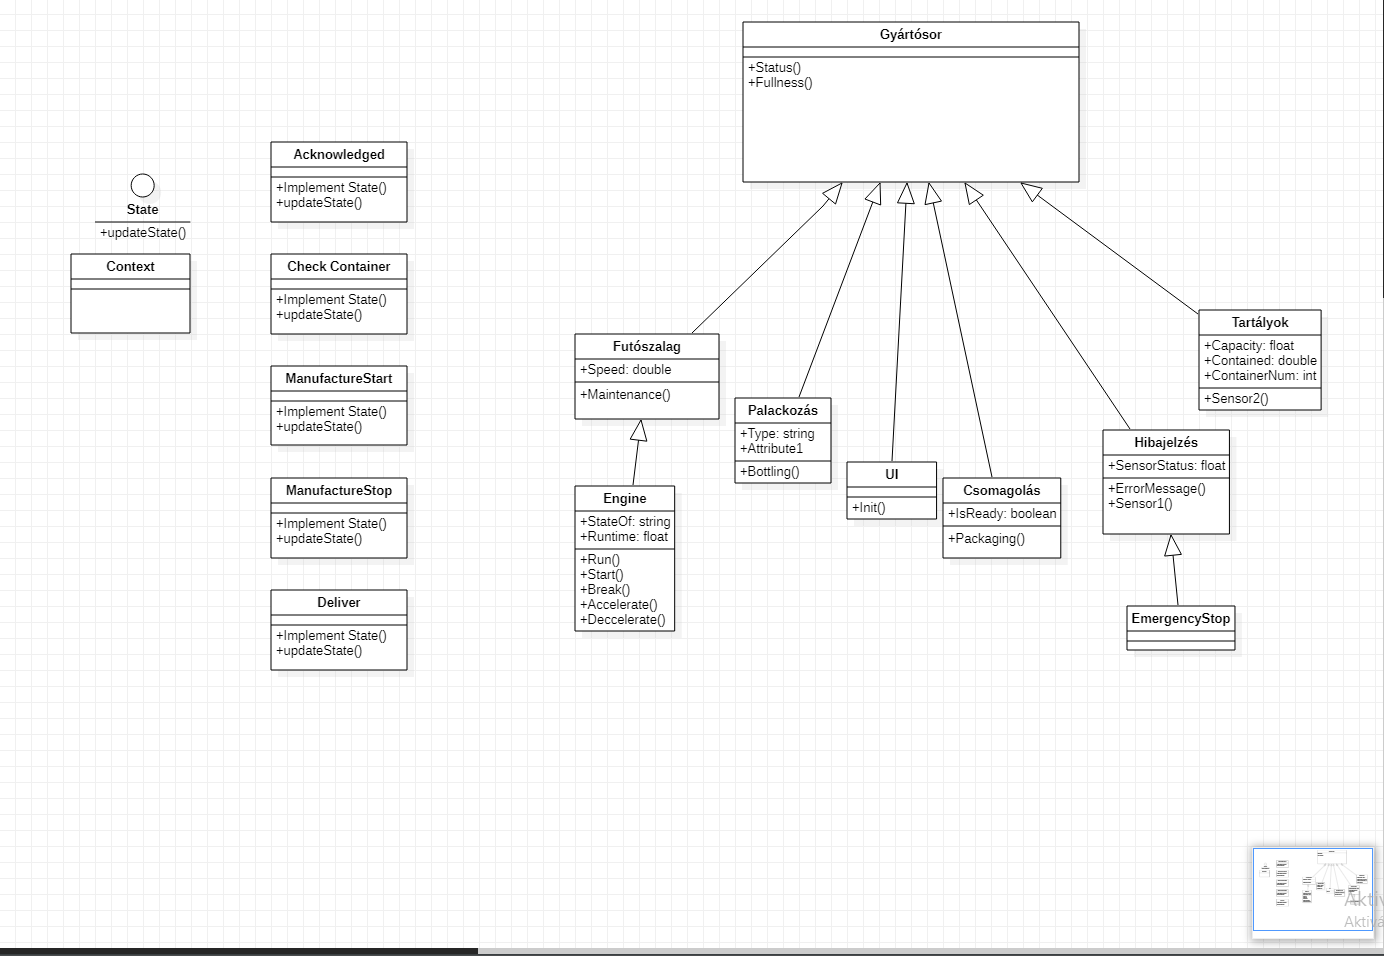 Gyártósor
+Status()
+Fullness()
State
+updateState()
Context
Acknowledged
+Implement State()
+updateState()
Check Container
+Implement State()
+updateState()
ManufactureStart
+Implement State()
+updateState()
ManufactureStop
+Implement State()
+updateState()
Deliver
+Implement State()
+updateState()
Futószalag
+Speed: double
+Maintenance()
Engine
+StateOf: string
+Runtime: float
+Run()
+Start()
+Break()
+Accelerate()
+Deccelerate()
Palackozás
+Type: string
+Attribute1
+Bottling()
UI
+Init()
Csomagolás
+IsReady: boolean
+Packaging()
Hibajelzés
+SensorStatus: float
+ErrorMessage()
+Sensor1()
EmergencyStop
Tartályok
+Capacity: float
+Contained: double
+ContainerNum: int
+Sensor2()